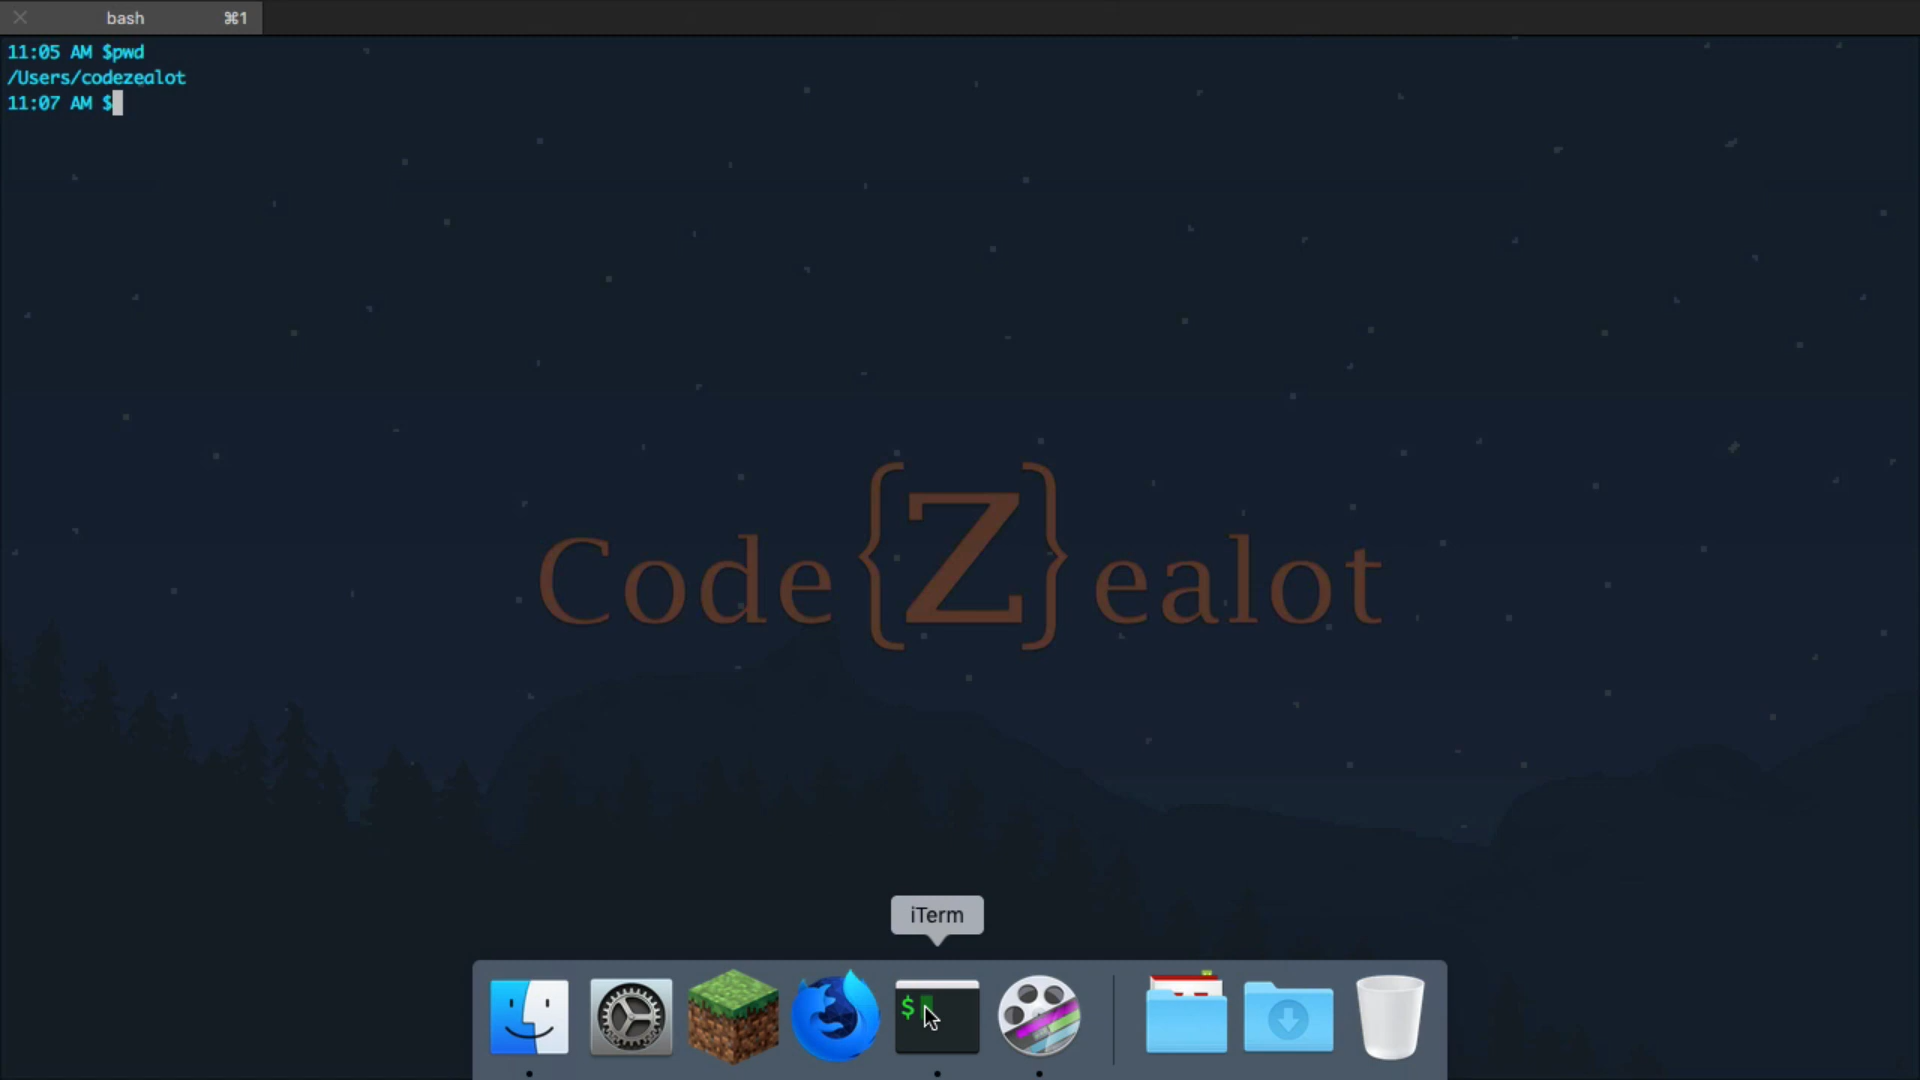 bash ⌘1
11:05 AM $pwd
/Users/codezealot
11:07 AM $
Code{Z}ealot
iTerm
$